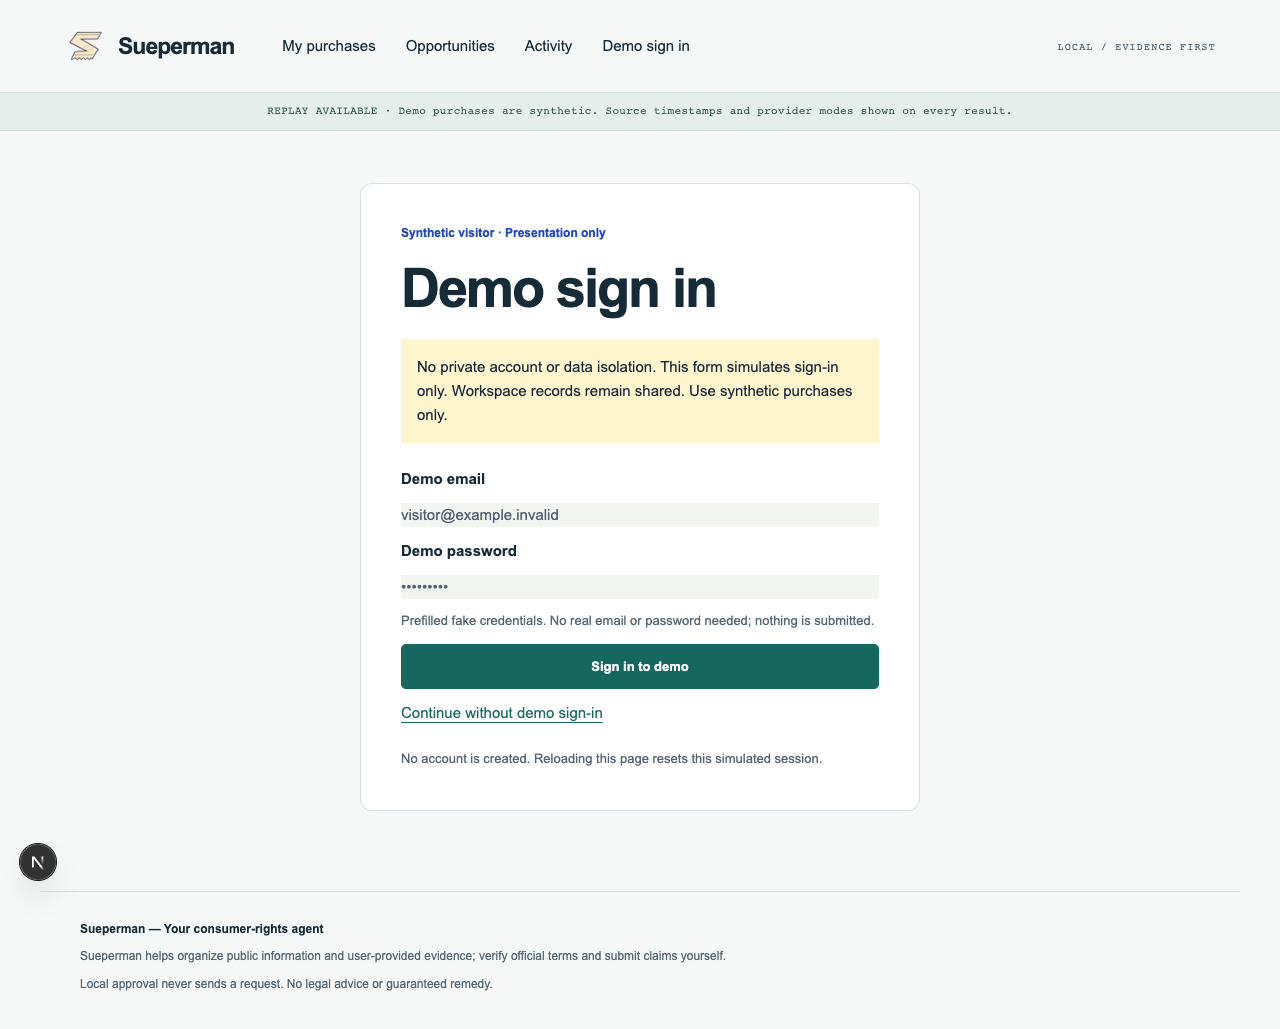 Sueperman
My purchases
Opportunities
Activity
Demo sign in
LOCAL / EVIDENCE FIRST
REPLAY AVAILABLE · Demo purchases are synthetic. Source timestamps and provider modes shown on every result.
Synthetic visitor · Presentation only
Demo sign in
No private account or data isolation. This form simulates sign-in
only. Workspace records remain shared. Use synthetic purchases
only.
Demo email
visitor@example.invalid
Demo password
•••••••••
Prefilled fake credentials. No real email or password needed; nothing is submitted.
Sign in to demo
Continue without demo sign-in
No account is created. Reloading this page resets this simulated session.
N
Sueperman — Your consumer-rights agent
Sueperman helps organize public information and user-provided evidence; verify official terms and submit claims yourself.
Local approval never sends a request. No legal advice or guaranteed remedy.